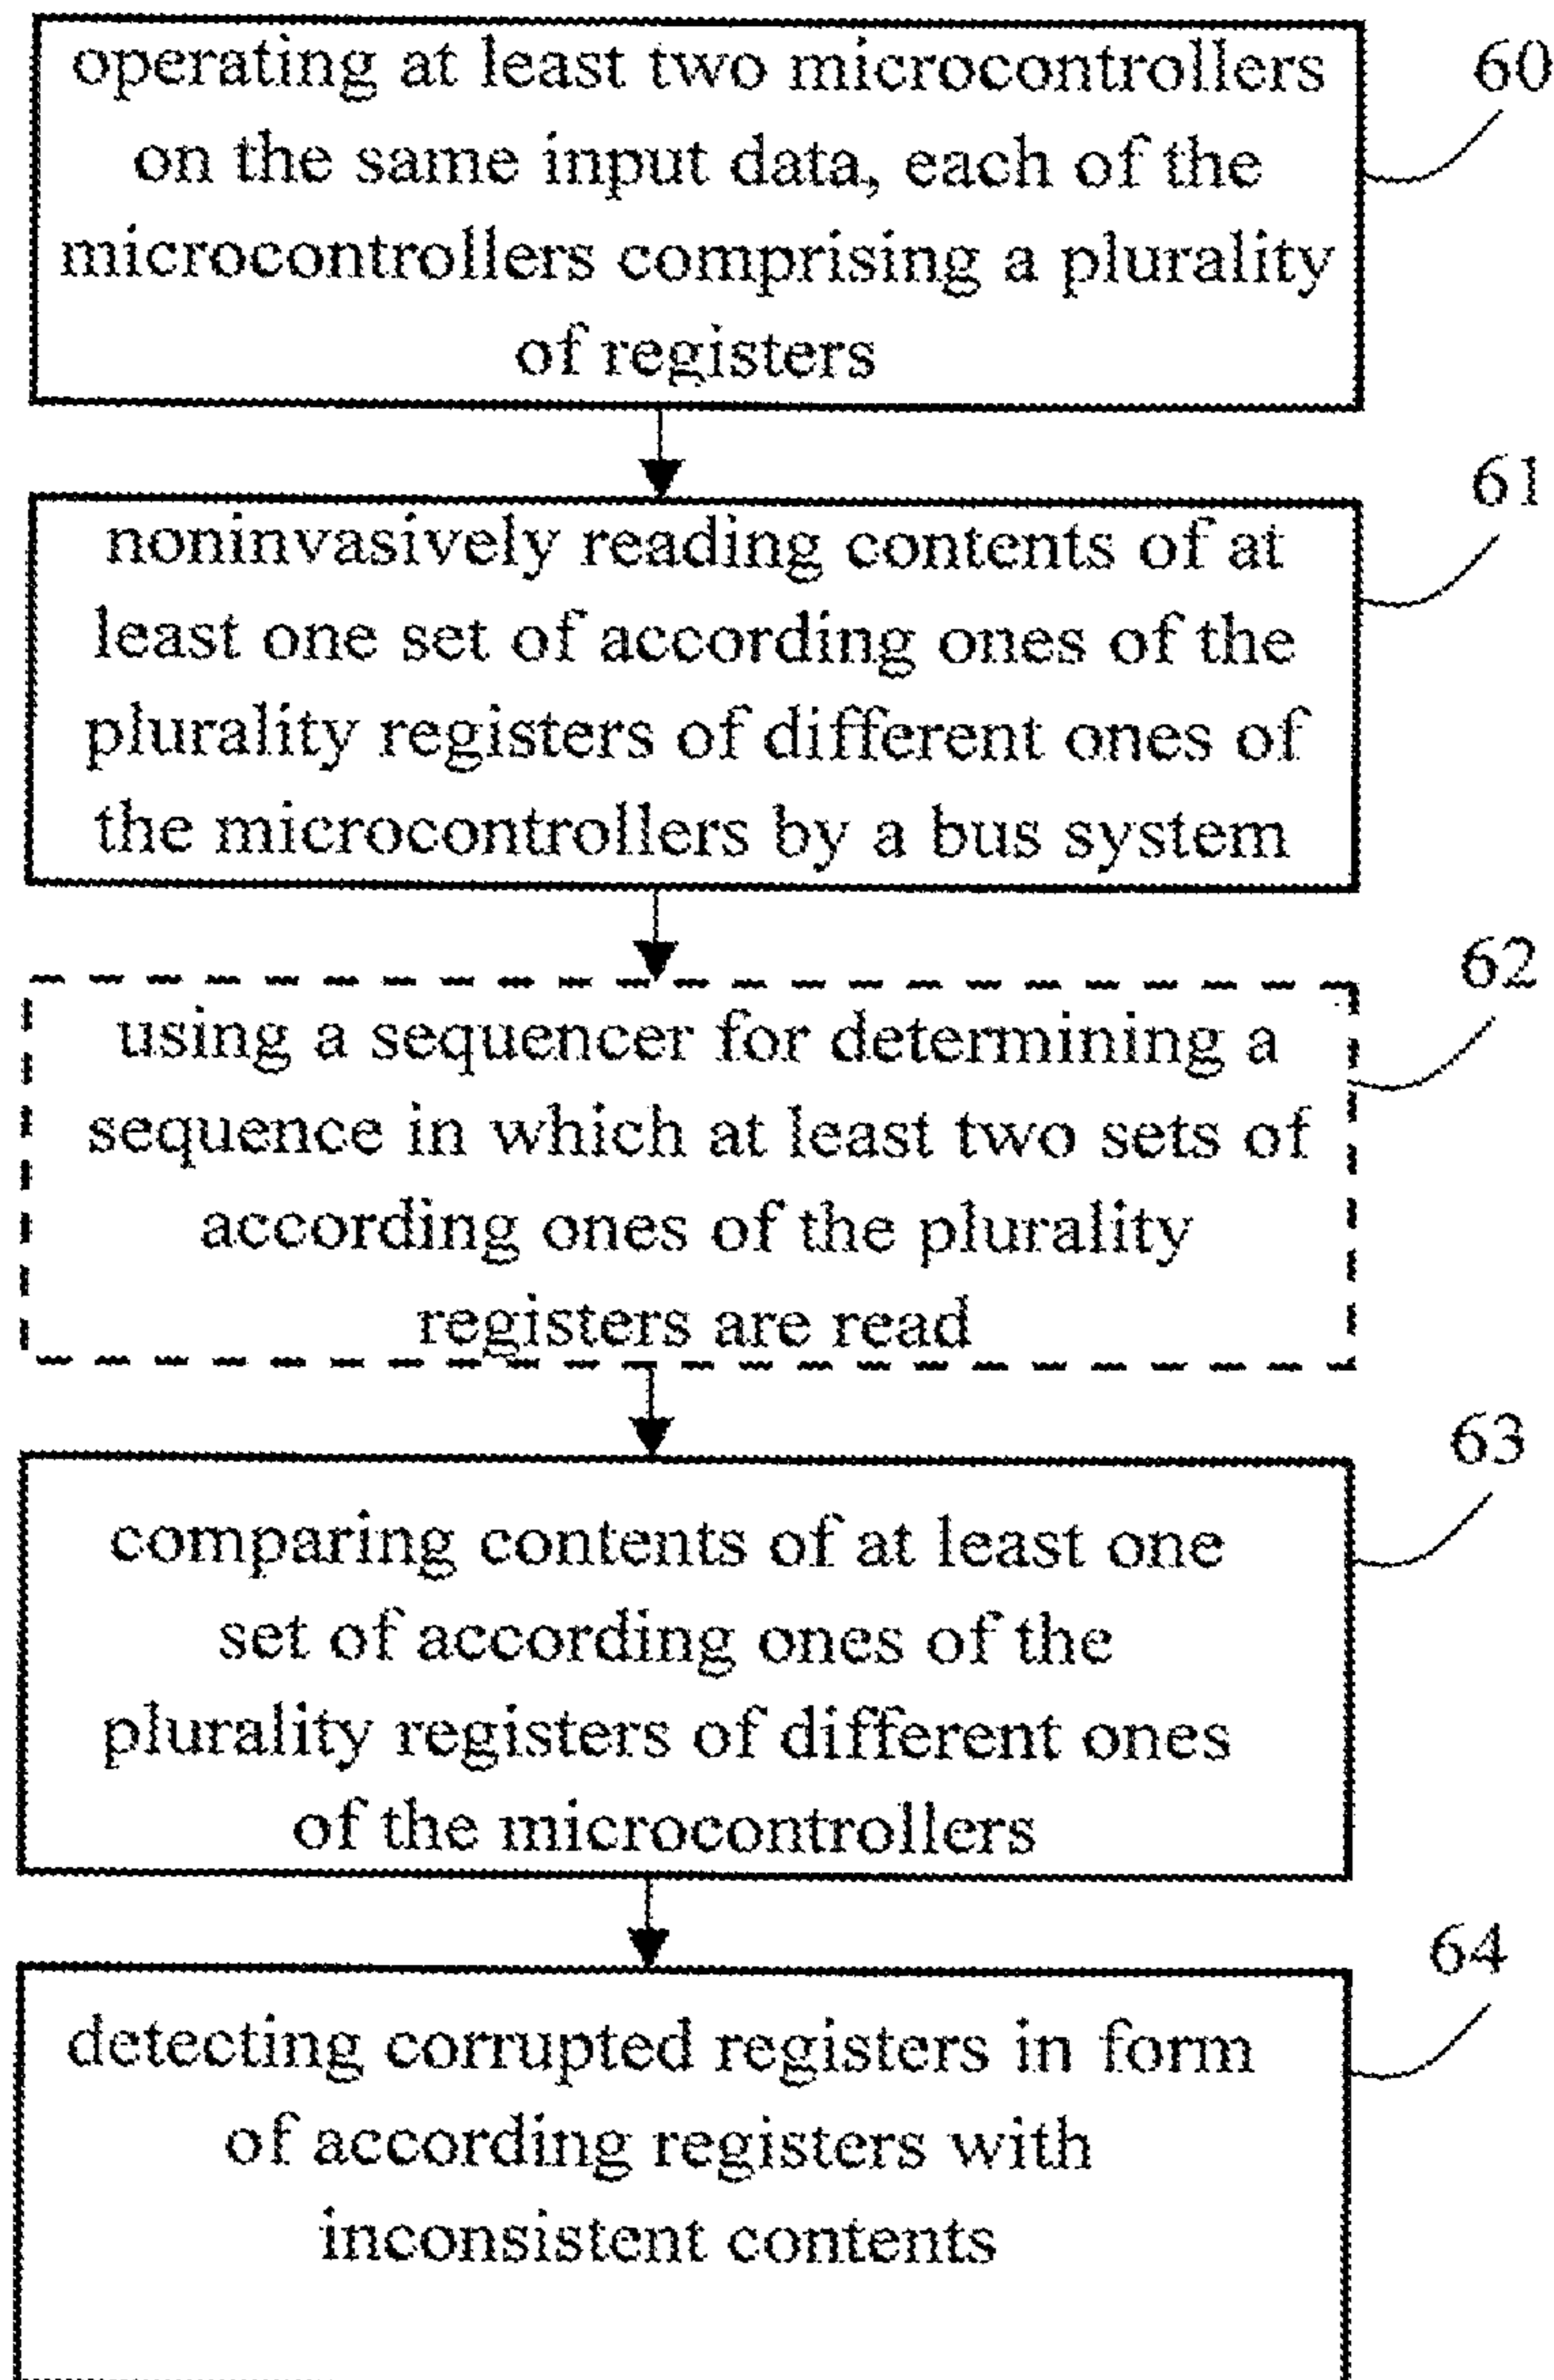 operating at least two microcontrollers
on the same input data, each of the
microcontrollers comprising a plurality
of registers
60
noninvasively reading contents of at
least one set of according ones of the
plurality registers of different ones of
the microcontrollers by a bus system
61
using a sequencer for determining a
sequence in which at least two sets of
according ones of the plurality
registers are read
62
comparing contents of at least one
set of according ones of the
plurality registers of different ones
of the microcontrollers
63
detecting corrupted registers in form
of according registers with
inconsistent contents
64